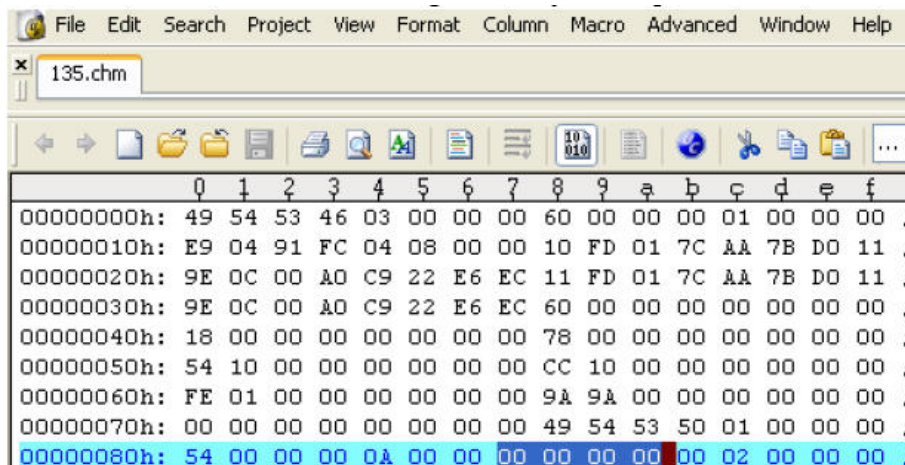 File Edit Search Project View Format Column Macro Advanced Window Help
135.chm
0 1 2 3 4 5 6 7 8 9 a b c d e f
00000000h: 49 54 53 46 03 00 00 00 60 00 00 00 01 00 00 00
00000010h: E9 04 91 FC 04 08 00 00 10 FD 01 7C AA 7B D0 11
00000020h: 9E 0C 00 A0 C9 22 E6 EC 11 FD 01 7C AA 7B D0 11
00000030h: 9E 0C 00 A0 C9 22 E6 EC 60 00 00 00 00 00 00 00
00000040h: 18 00 00 00 00 00 00 00 78 00 00 00 00 00 00 00
00000050h: 54 10 00 00 00 00 00 00 CC 10 00 00 00 00 00 00
00000060h: FE 01 00 00 00 00 00 00 9A 9A 00 00 00 00 00 00
00000070h: 00 00 00 00 00 00 00 00 49 54 53 50 01 00 00 00
00000080h: 54 00 00 00 0A 00 00 00 00 00 00 00 02 00 00 00